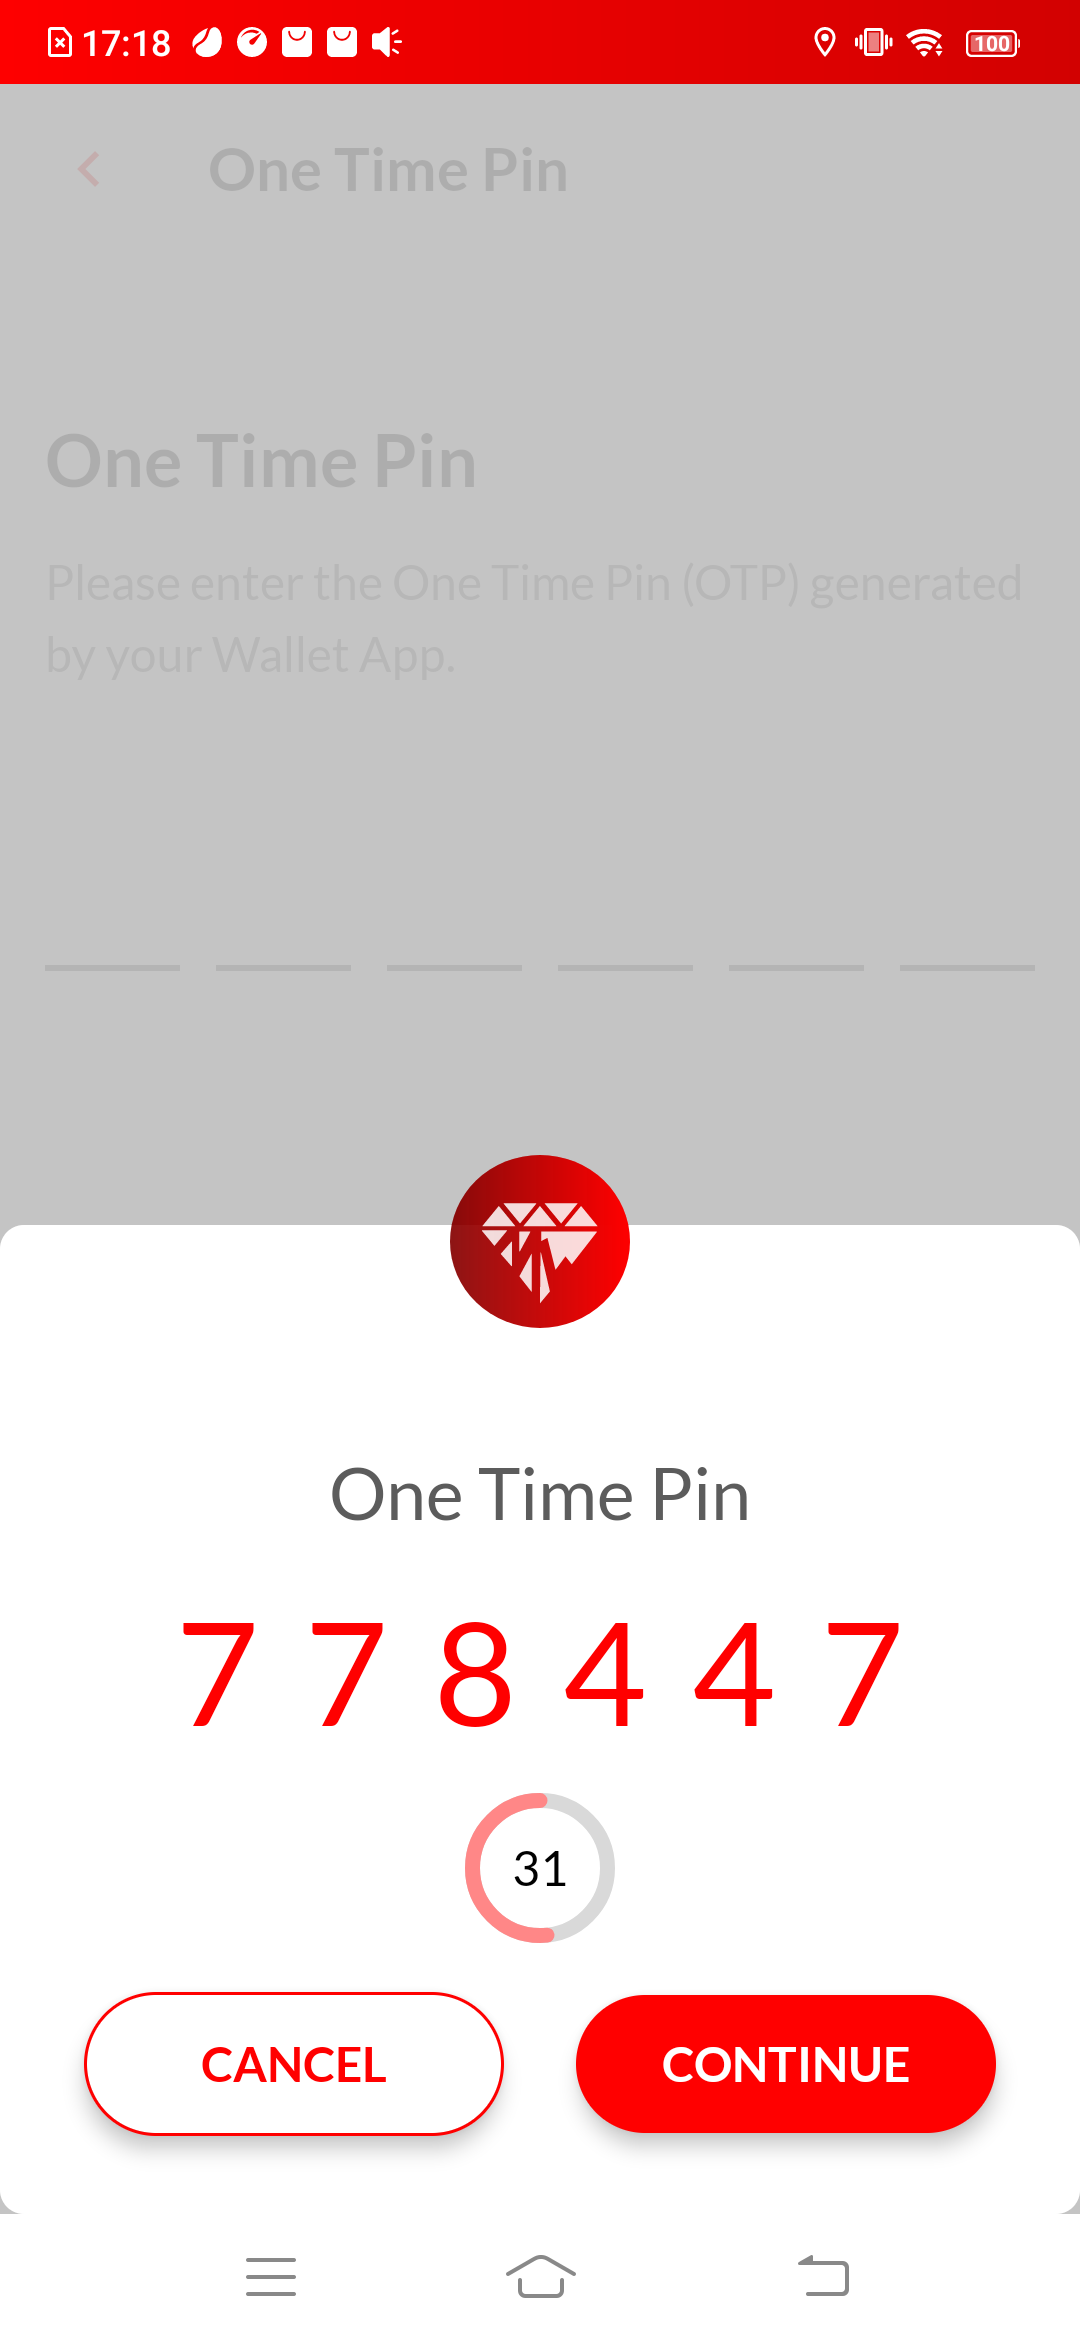 17:18
100
One Time Pin
One Time Pin
Please enter the One Time Pin (OTP) generated
by your Wallet App.
One Time Pin
7 7 8 4 4 7
31
CANCEL
CONTINUE